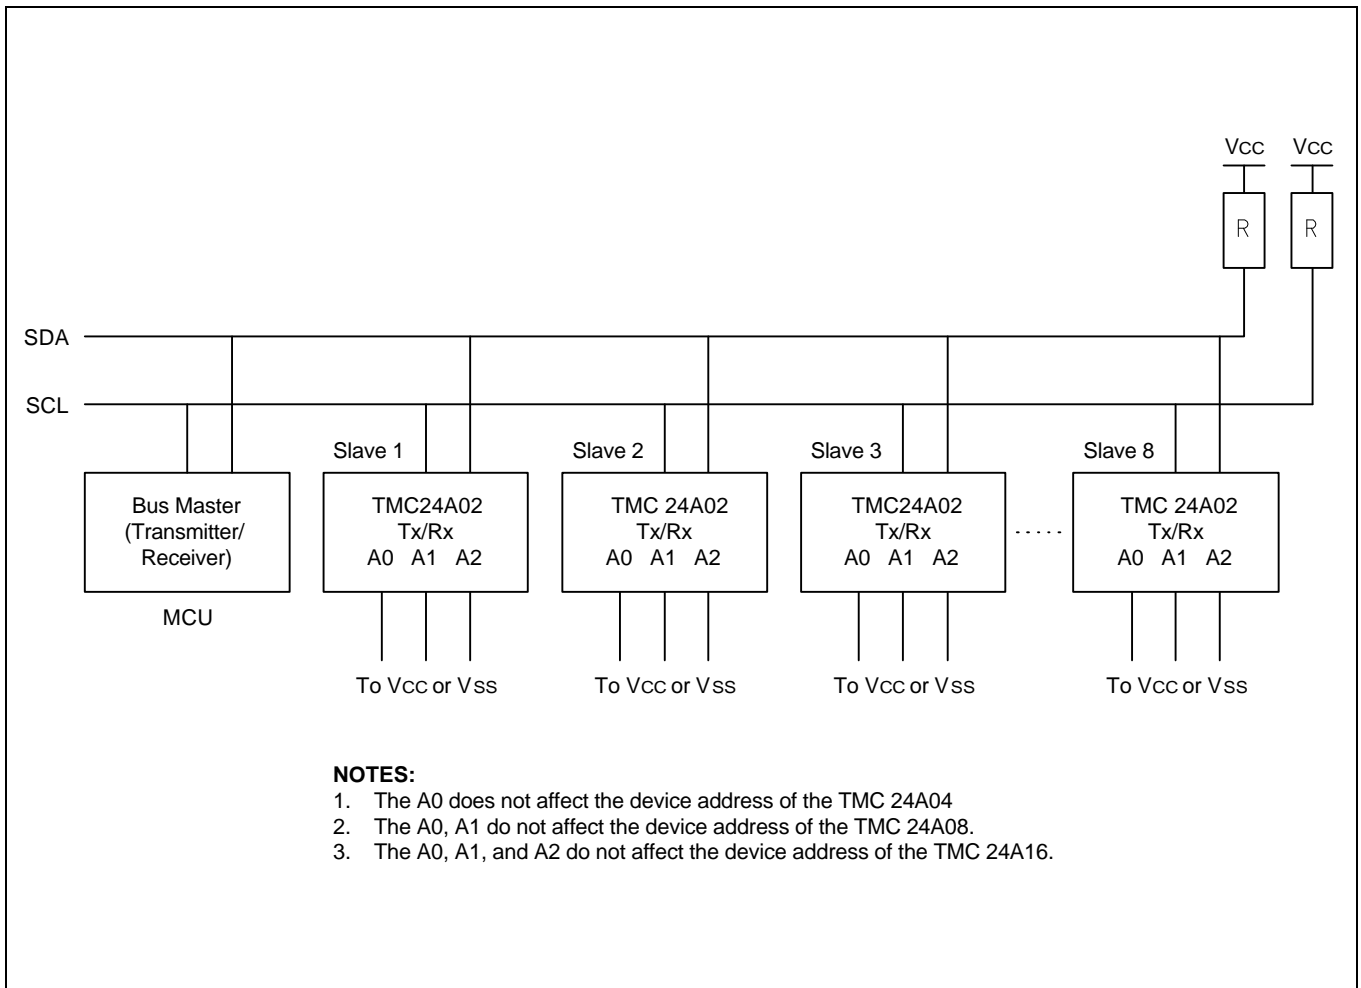 Vcc Vcc
R R
SDA
SCL
Slave 1 Slave 2 Slave 3 Slave 8
Bus Master
(Transmitter/
Receiver)
MCU
TMC24A02
Tx/Rx
A0 A1 A2
To Vcc or Vss
TMC 24A02
Tx/Rx
A0 A1 A2
To Vcc or Vss
TMC24A02
Tx/Rx
A0 A1 A2
To Vcc or Vss
.....
TMC 24A02
Tx/Rx
A0 A1 A2
To Vcc or Vss
NOTES:
1. The A0 does not affect the device address of the TMC 24A04
2. The A0, A1 do not affect the device address of the TMC 24A08.
3. The A0, A1, and A2 do not affect the device address of the TMC 24A16.